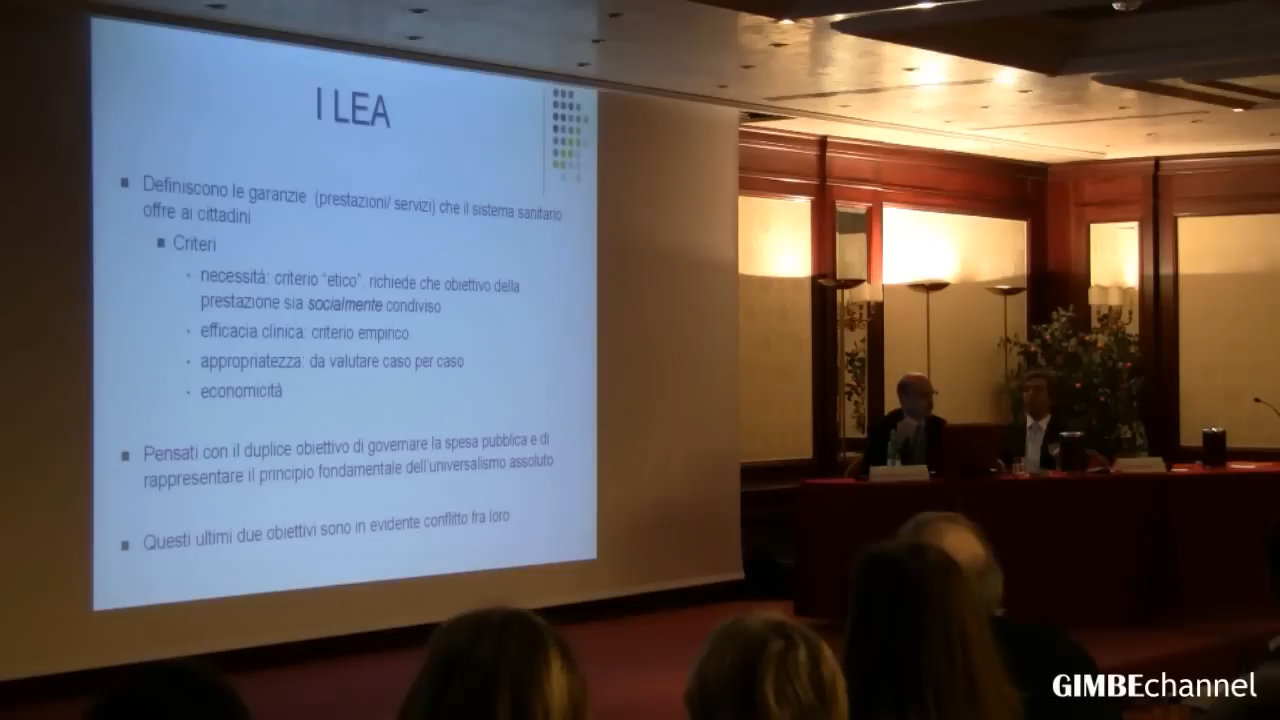 I LEA
Definiscono le garanzie (prestazioni/ servizi) che il sistema sanitario
offre ai cittadini
Criteri
necessità: criterio "etico": richiede che obiettivo della
prestazione sia socialmente condiviso
efficacia clinica: criterio empirico
appropriatezza: da valutare caso per caso
economicità
Pensati con il duplice obiettivo di governare la spesa pubblica e di
rappresentare il principio fondamentale dell'universalismo assoluto
Questi ultimi due obiettivi sono in evidente conflitto fra loro
GIMBEchannel